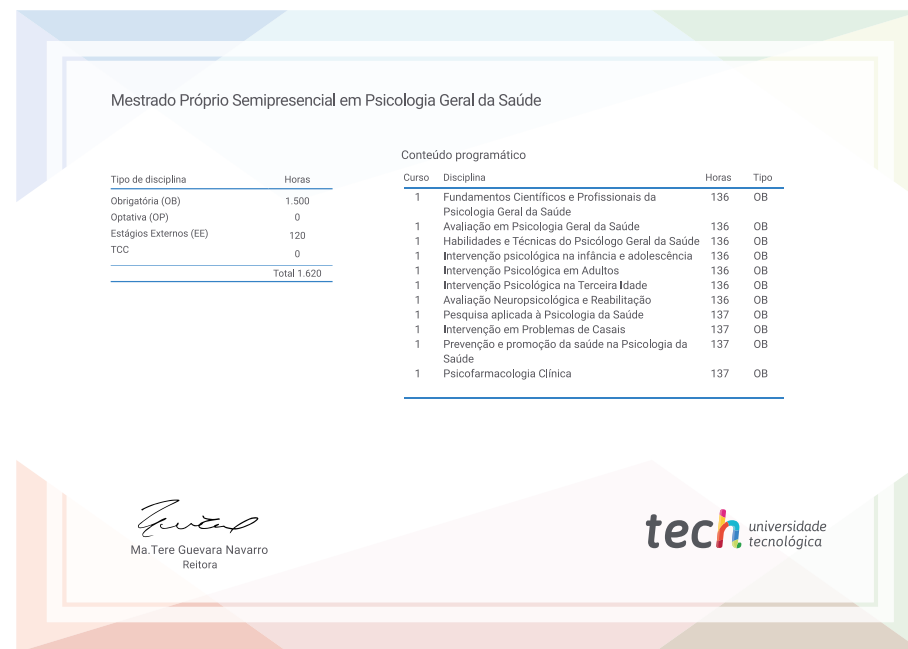 Mestrado Próprio Semipresencial em Psicologia Geral da Saúde
Tipo de disciplina Horas
Obrigatória (OB) 1.500
Optativa (OP) 0
Estágios Externos (EE) 120
TCC 0
Total 1.620
Conteúdo programático
Curso Disciplina Horas Tipo
1 Fundamentos Científicos e Profissionais da 136 OB
Psicologia Geral da Saúde
1 Avaliação em Psicologia Geral da Saúde 136 OB
1 Habilidades e Técnicas do Psicólogo Geral da Saúde 136 OB
1 Intervenção psicológica na infância e adolescência 136 OB
1 Intervenção Psicológica em Adultos 136 OB
1 Intervenção Psicológica na Terceira Idade 136 OB
1 Avaliação Neuropsicológica e Reabilitação 136 OB
1 Pesquisa aplicada à Psicologia da Saúde 137 OB
1 Intervenção em Problemas de Casais 137 OB
1 Prevenção e promoção da saúde na Psicologia da 137 OB
Saúde
1 Psicofarmacologia Clínica 137 OB
Ma.Tere Guevara Navarro
Reitora
tech universidade
tecnológica